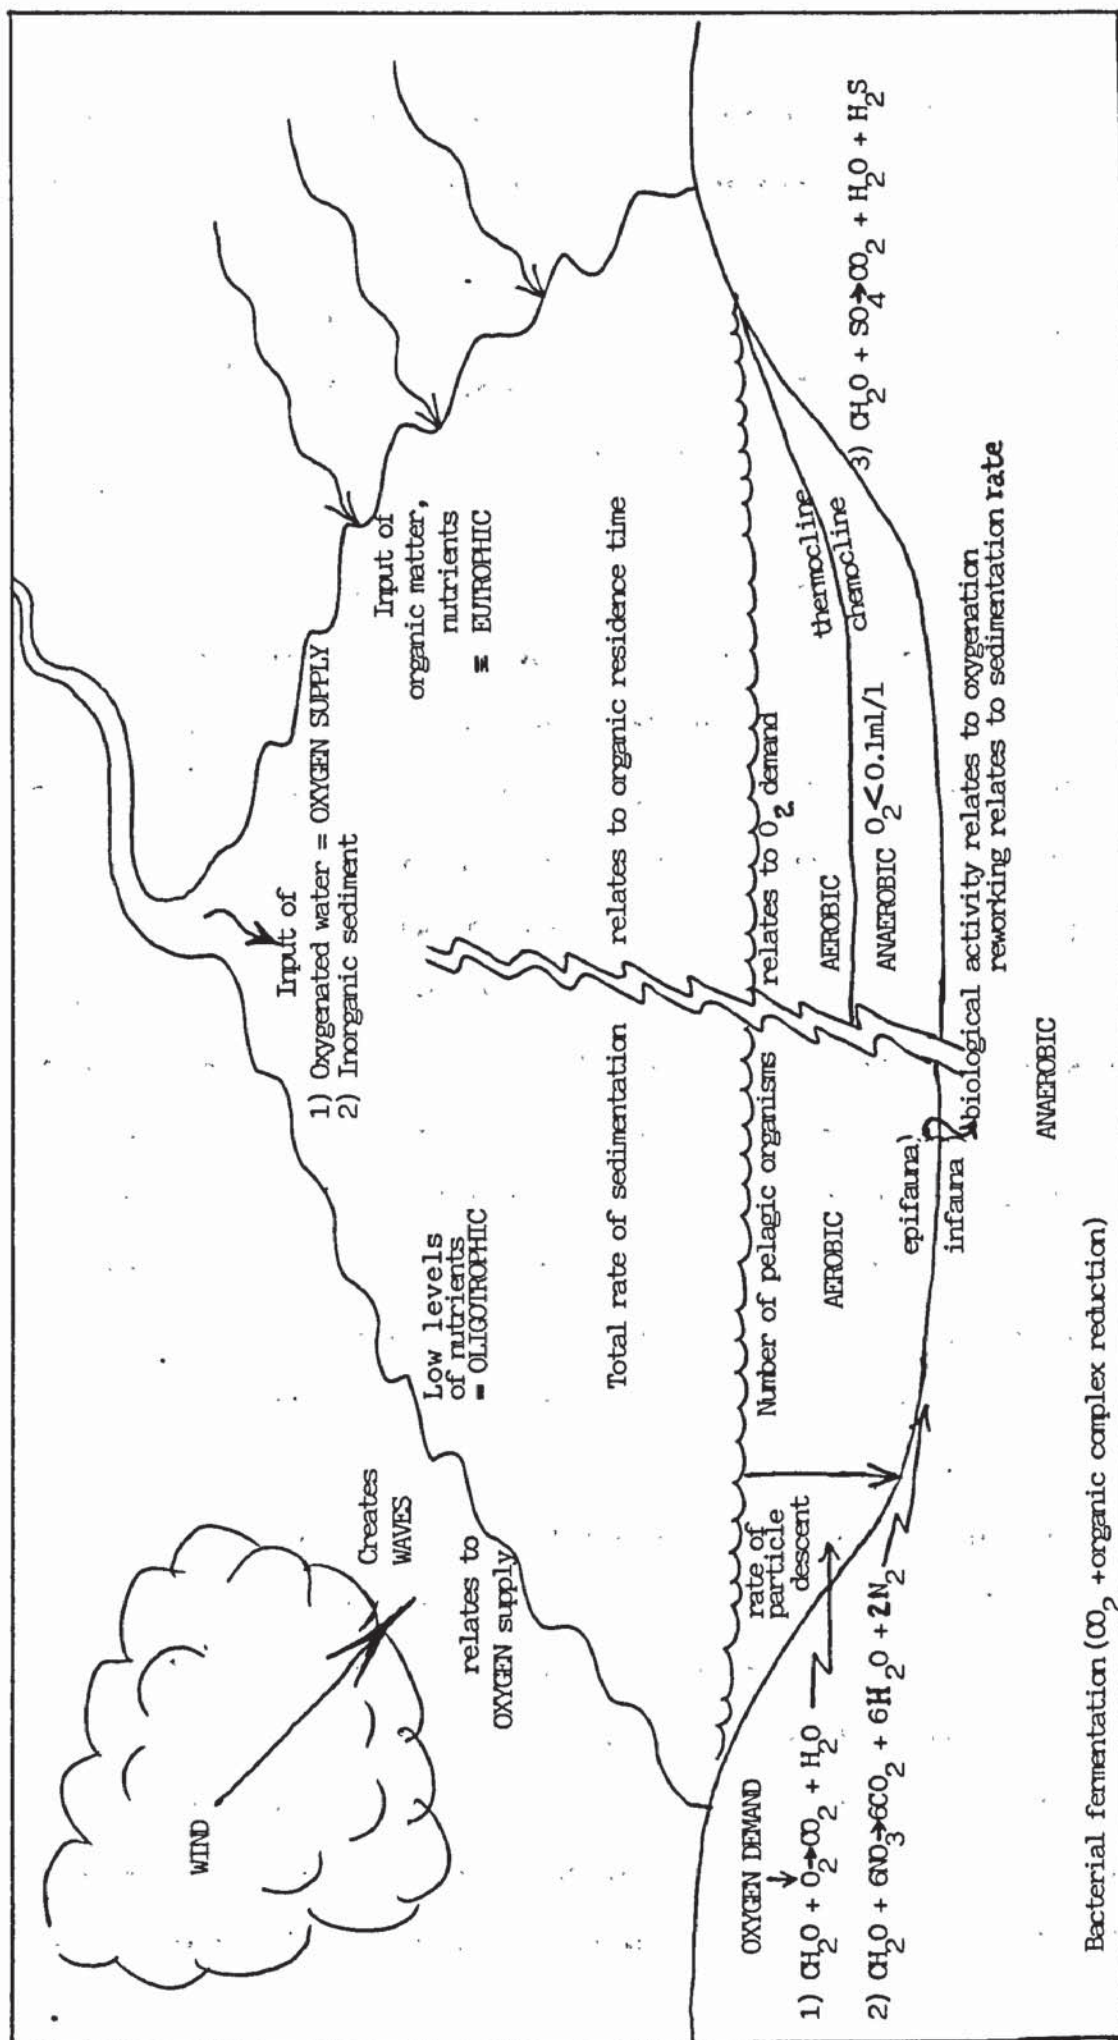 WIND
Creates
WAVES
relates to
OXYGEN supply
Input of
1) Oxygenated water = OXYGEN SUPPLY
2) Inorganic sediment
Low levels
of nutrients
= OLIGOTROPHIC
Input of
organic matter,
nutrients
= EUTROPHIC
Total rate of sedimentation relates to organic residence time
Number of pelagic organisms relates to O2 demand
rate of
particle
descent
AEROBIC
AEROBIC
thermocline
chemocline
ANAEROBIC O2<0.1ml/l
OXYGEN DEMAND
1) CH2O + O2→CO2 + H2O
2) CH2O + 6NO3→6CO2 + 6H2O + 2N2
3) CH2O + SO4→CO2 + H2O + H2S
epifauna)
infauna )
biological activity relates to oxygenation
reworking relates to sedimentation rate
ANAEROBIC
Bacterial fermentation (CO2 +organic complex reduction)